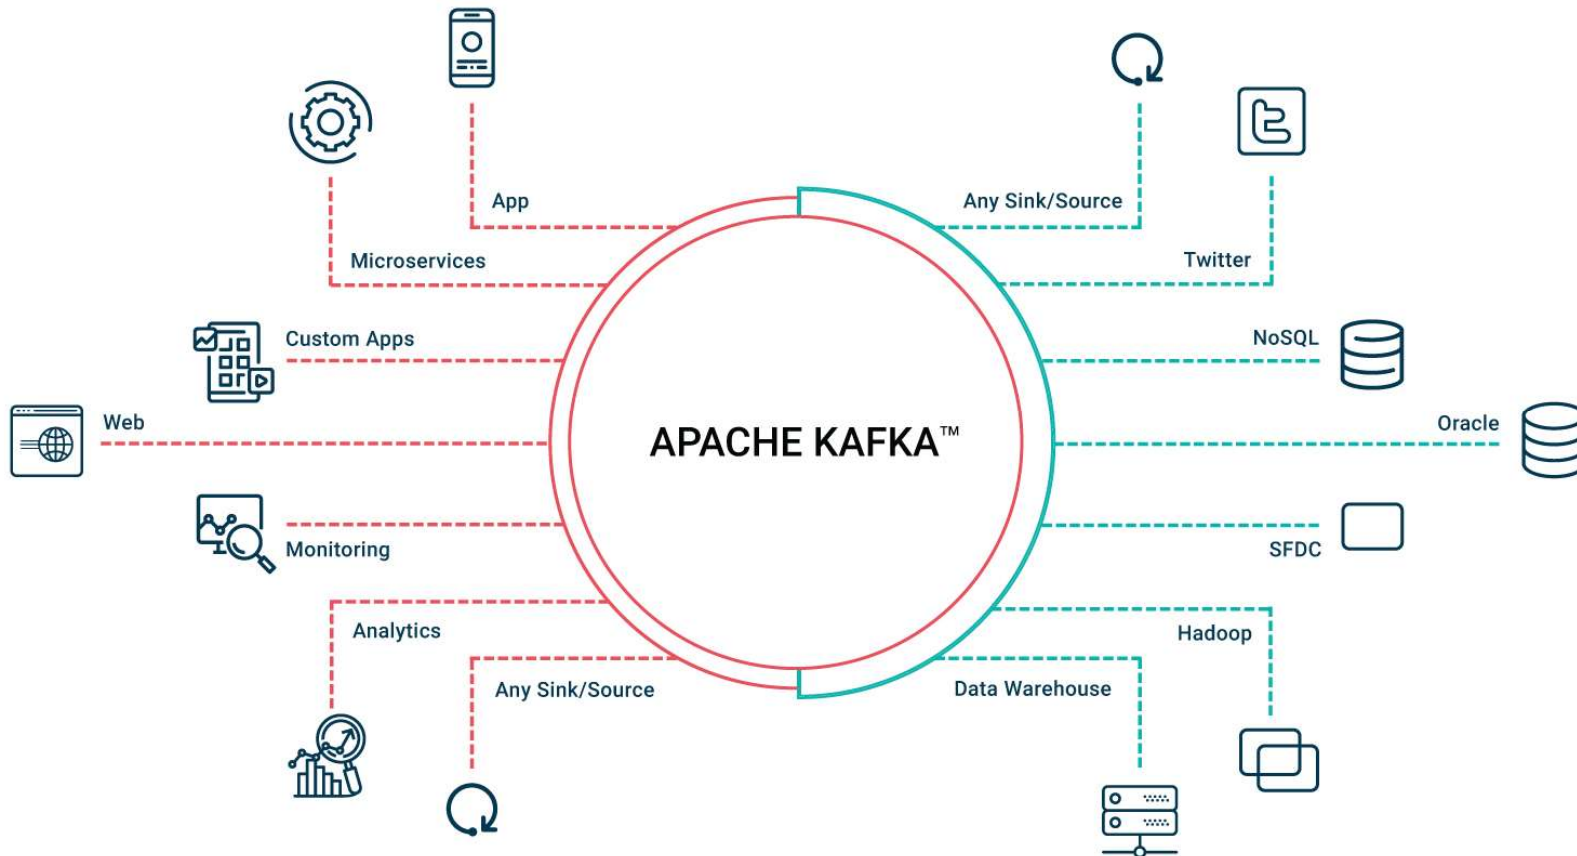 App
Any Sink/Source
Microservices
Twitter
Custom Apps
NoSQL
Web
Oracle
APACHE KAFKA™
Monitoring
SFDC
Analytics
Hadoop
Any Sink/Source
Data Warehouse